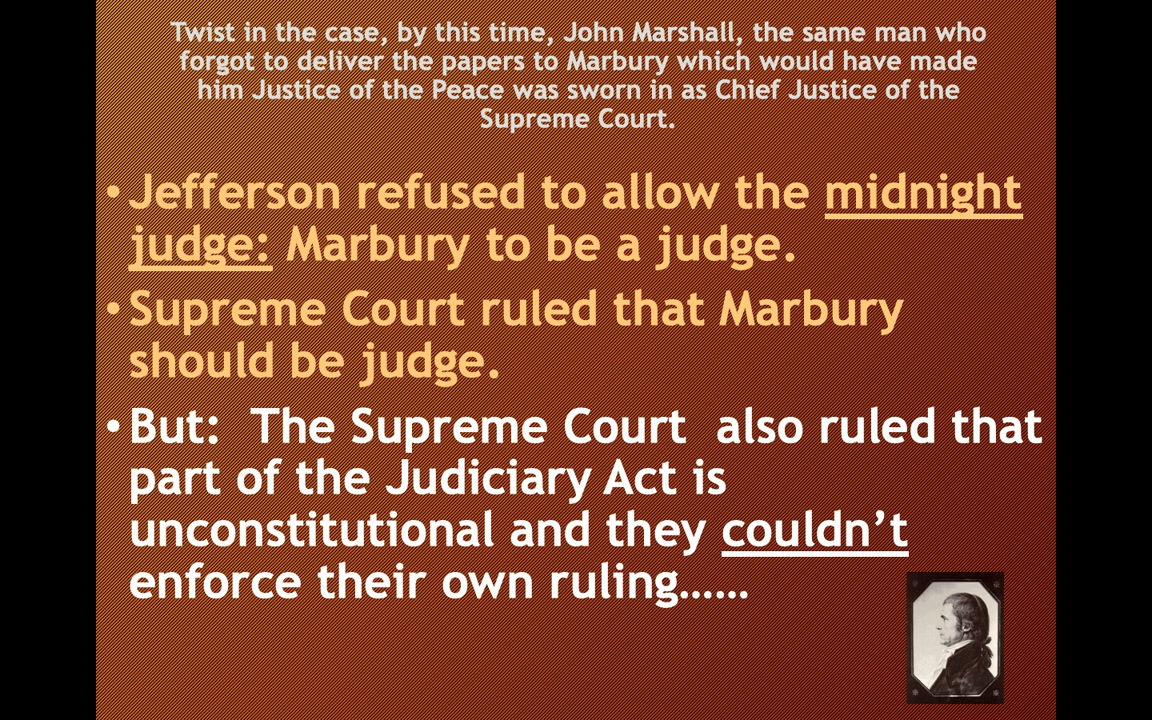 Twist in the case, by this time, John Marshall, the same man who
forgot to deliver the papers to Marbury which would have made
him Justice of the Peace was sworn in as Chief Justice of the
Supreme Court.
• Jefferson refused to allow the midnight
judge: Marbury to be a judge.
• Supreme Court ruled that Marbury
should be judge.
• But:  The Supreme Court  also ruled that
part of the Judiciary Act is
unconstitutional and they couldn’t
enforce their own ruling……